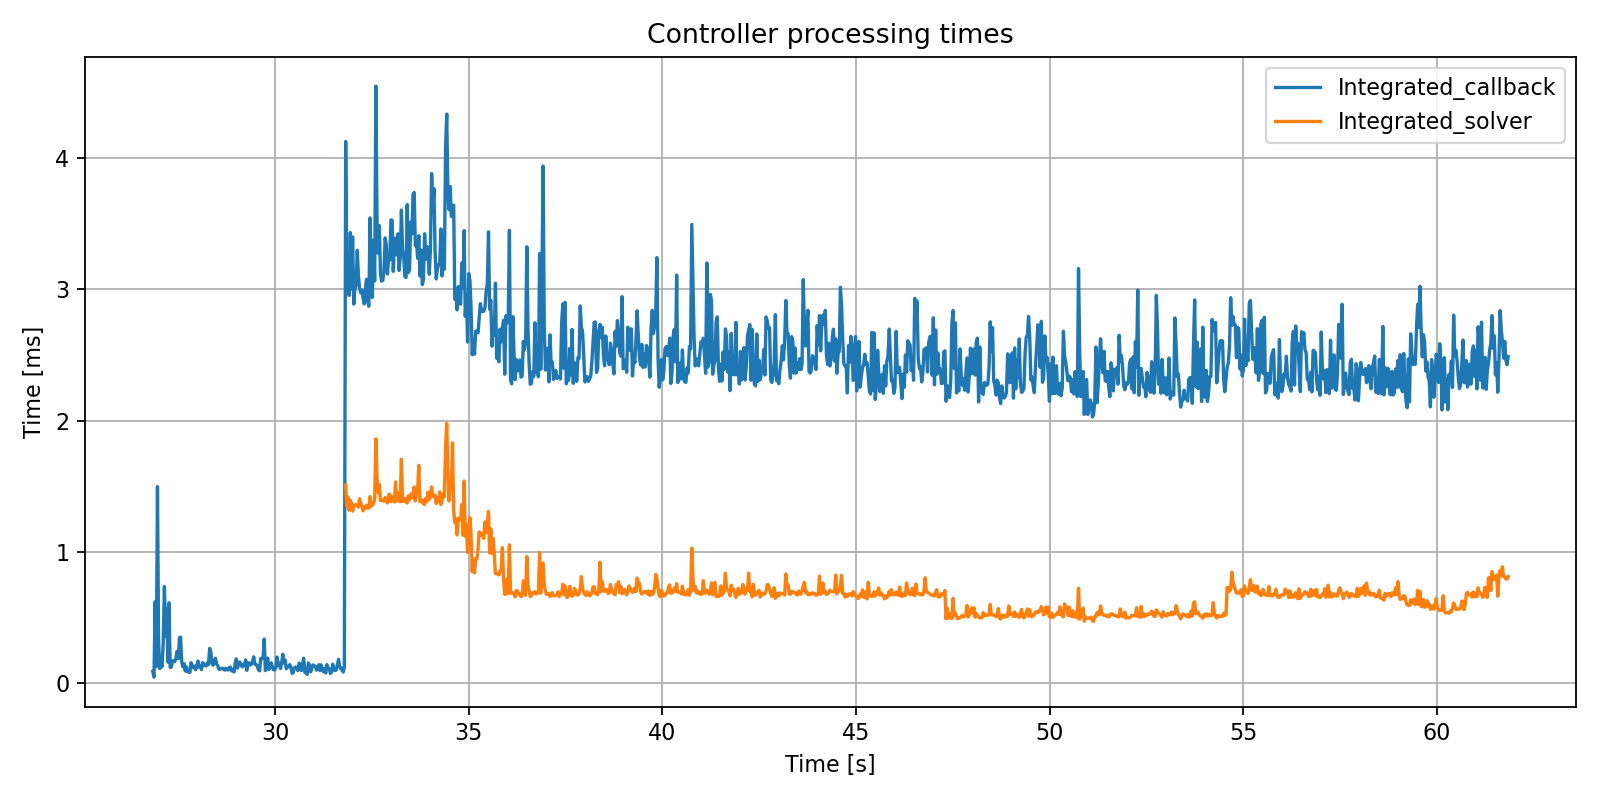 Controller processing times
Integrated_callback
Integrated_solver
Time [ms]
4
3
2
1
0
30 35 40 45 50 55 60
Time [s]